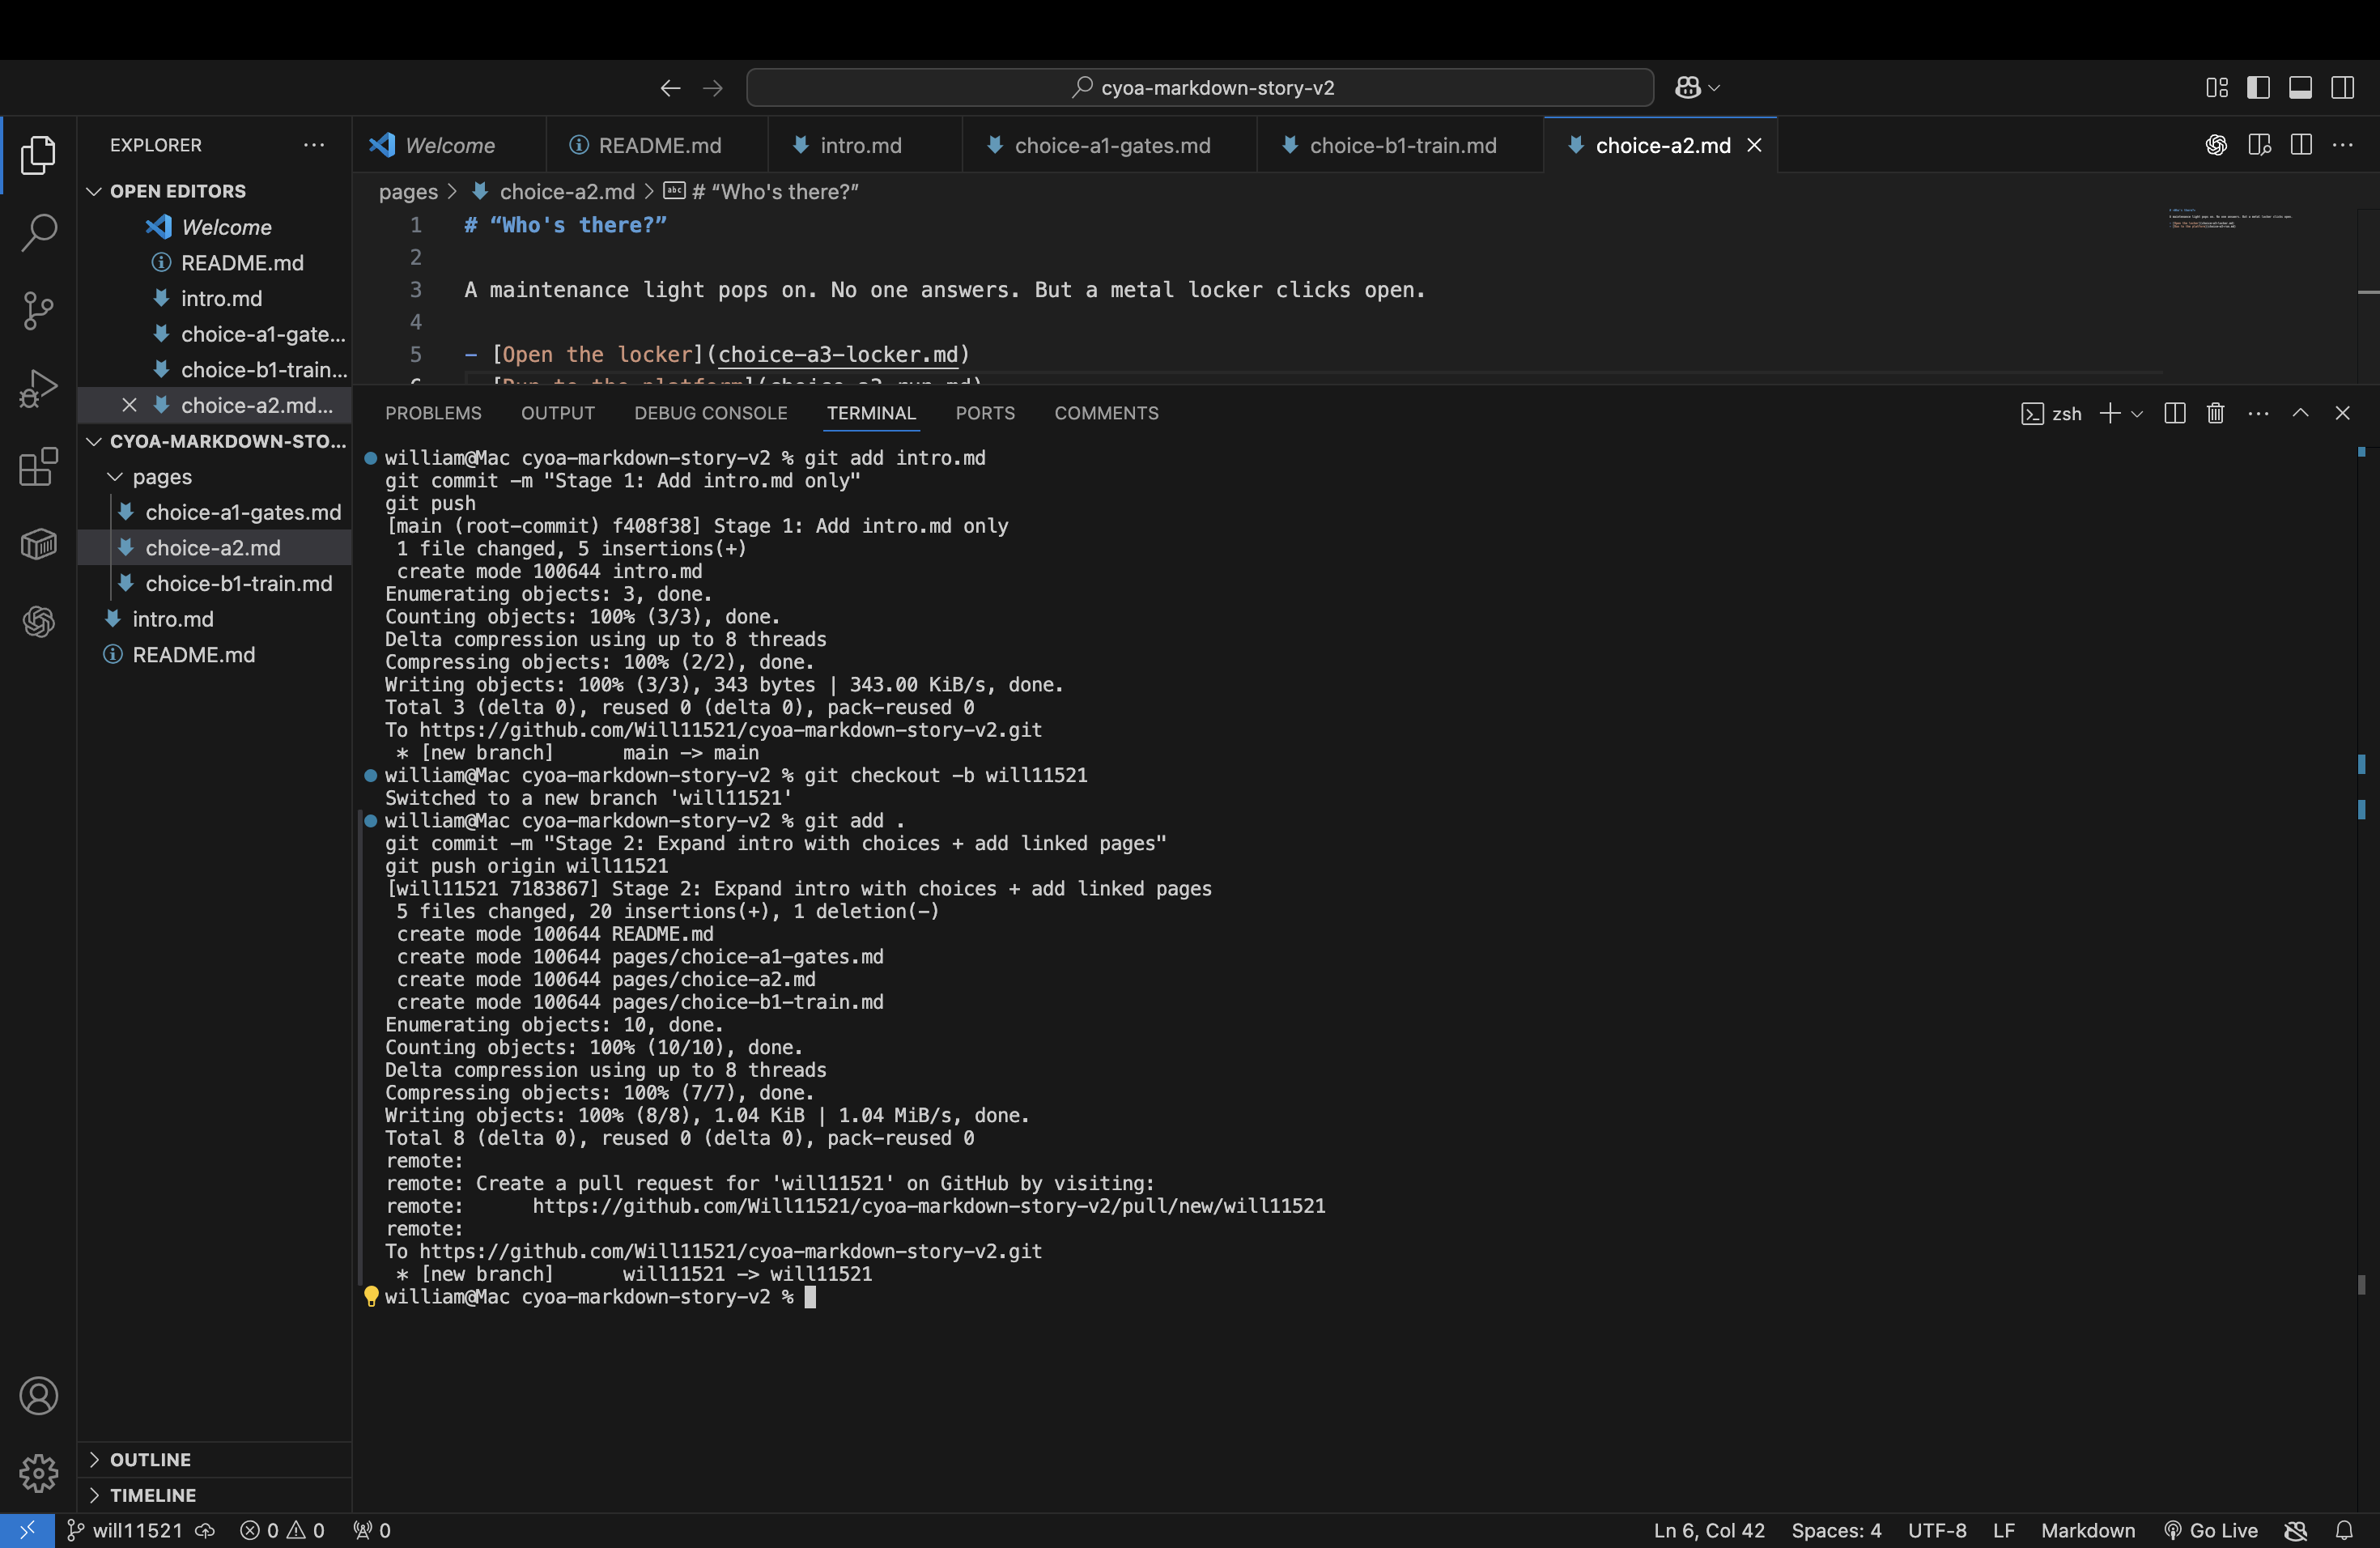 cyoa-markdown-story-v2
EXPLORER
OPEN EDITORS
Welcome
README.md
intro.md
choice-a1-gate...
choice-b1-train...
choice-a2.md...
CYOA-MARKDOWN-STO...
pages
choice-a1-gates.md
choice-a2.md
choice-b1-train.md
intro.md
README.md
OUTLINE
TIMELINE
Welcome
README.md
intro.md
choice-a1-gates.md
choice-b1-train.md
choice-a2.md
pages > choice-a2.md > # “Who's there?”
1 # “Who's there?”
2
3 A maintenance light pops on. No one answers. But a metal locker clicks open.
4
5 - [Open the locker](choice-a3-locker.md)
PROBLEMS
OUTPUT
DEBUG CONSOLE
TERMINAL
PORTS
COMMENTS
zsh
william@Mac cyoa-markdown-story-v2 % git add intro.md
git commit -m "Stage 1: Add intro.md only"
git push
[main (root-commit) f408f38] Stage 1: Add intro.md only
1 file changed, 5 insertions(+)
create mode 100644 intro.md
Enumerating objects: 3, done.
Counting objects: 100% (3/3), done.
Delta compression using up to 8 threads
Compressing objects: 100% (2/2), done.
Writing objects: 100% (3/3), 343 bytes | 343.00 KiB/s, done.
Total 3 (delta 0), reused 0 (delta 0), pack-reused 0
To https://github.com/Will11521/cyoa-markdown-story-v2.git
* [new branch]      main -> main
william@Mac cyoa-markdown-story-v2 % git checkout -b will11521
Switched to a new branch 'will11521'
william@Mac cyoa-markdown-story-v2 % git add .
git commit -m "Stage 2: Expand intro with choices + add linked pages"
git push origin will11521
[will11521 7183867] Stage 2: Expand intro with choices + add linked pages
5 files changed, 20 insertions(+), 1 deletion(-)
create mode 100644 README.md
create mode 100644 pages/choice-a1-gates.md
create mode 100644 pages/choice-a2.md
create mode 100644 pages/choice-b1-train.md
Enumerating objects: 10, done.
Counting objects: 100% (10/10), done.
Delta compression using up to 8 threads
Compressing objects: 100% (7/7), done.
Writing objects: 100% (8/8), 1.04 KiB | 1.04 MiB/s, done.
Total 8 (delta 0), reused 0 (delta 0), pack-reused 0
remote:
remote: Create a pull request for 'will11521' on GitHub by visiting:
remote:      https://github.com/Will11521/cyoa-markdown-story-v2/pull/new/will11521
remote:
To https://github.com/Will11521/cyoa-markdown-story-v2.git
* [new branch]      will11521 -> will11521
william@Mac cyoa-markdown-story-v2 %
will11521
0
0
0
Ln 6, Col 42
Spaces: 4
UTF-8
LF
Markdown
Go Live